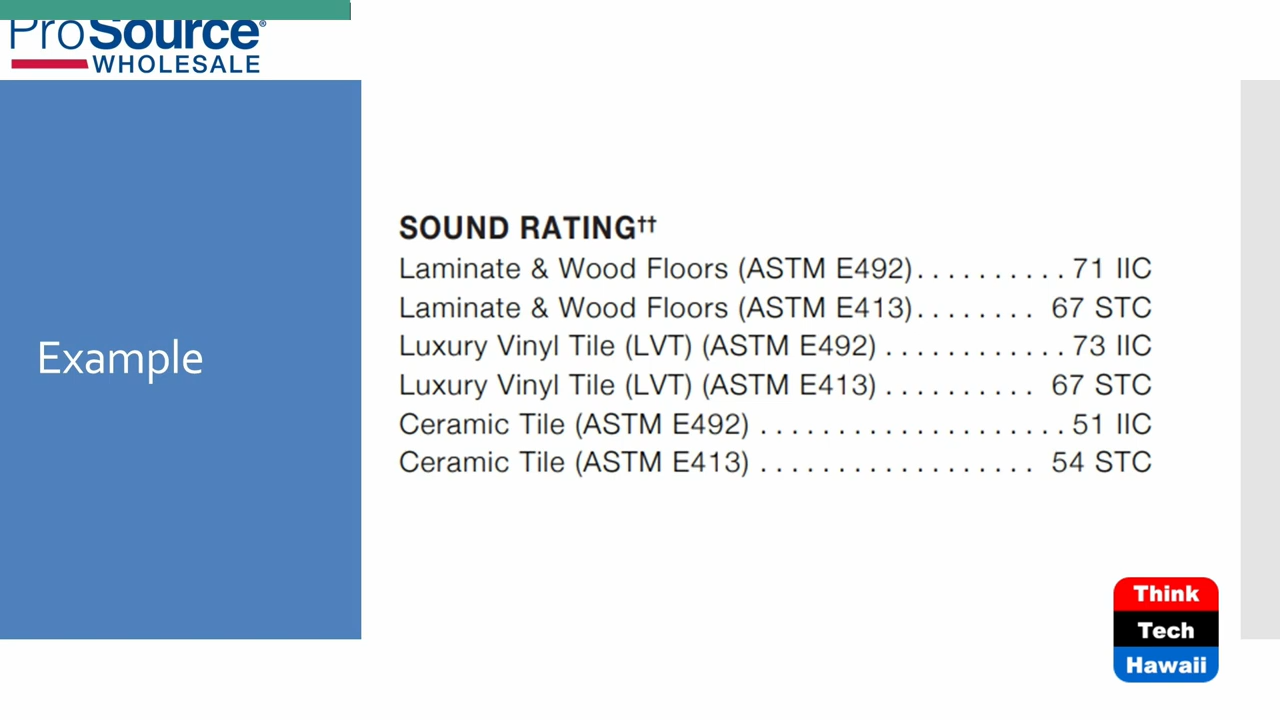 ProSource®
WHOLESALE
Example
SOUND RATING††
Laminate & Wood Floors (ASTM E492).......... 71 IIC
Laminate & Wood Floors (ASTM E413)........ 67 STC
Luxury Vinyl Tile (LVT) (ASTM E492) ............ 73 IIC
Luxury Vinyl Tile (LVT) (ASTM E413) .......... 67 STC
Ceramic Tile (ASTM E492) ..................... 51 IIC
Ceramic Tile (ASTM E413) .................. 54 STC
Think
Tech
Hawaii